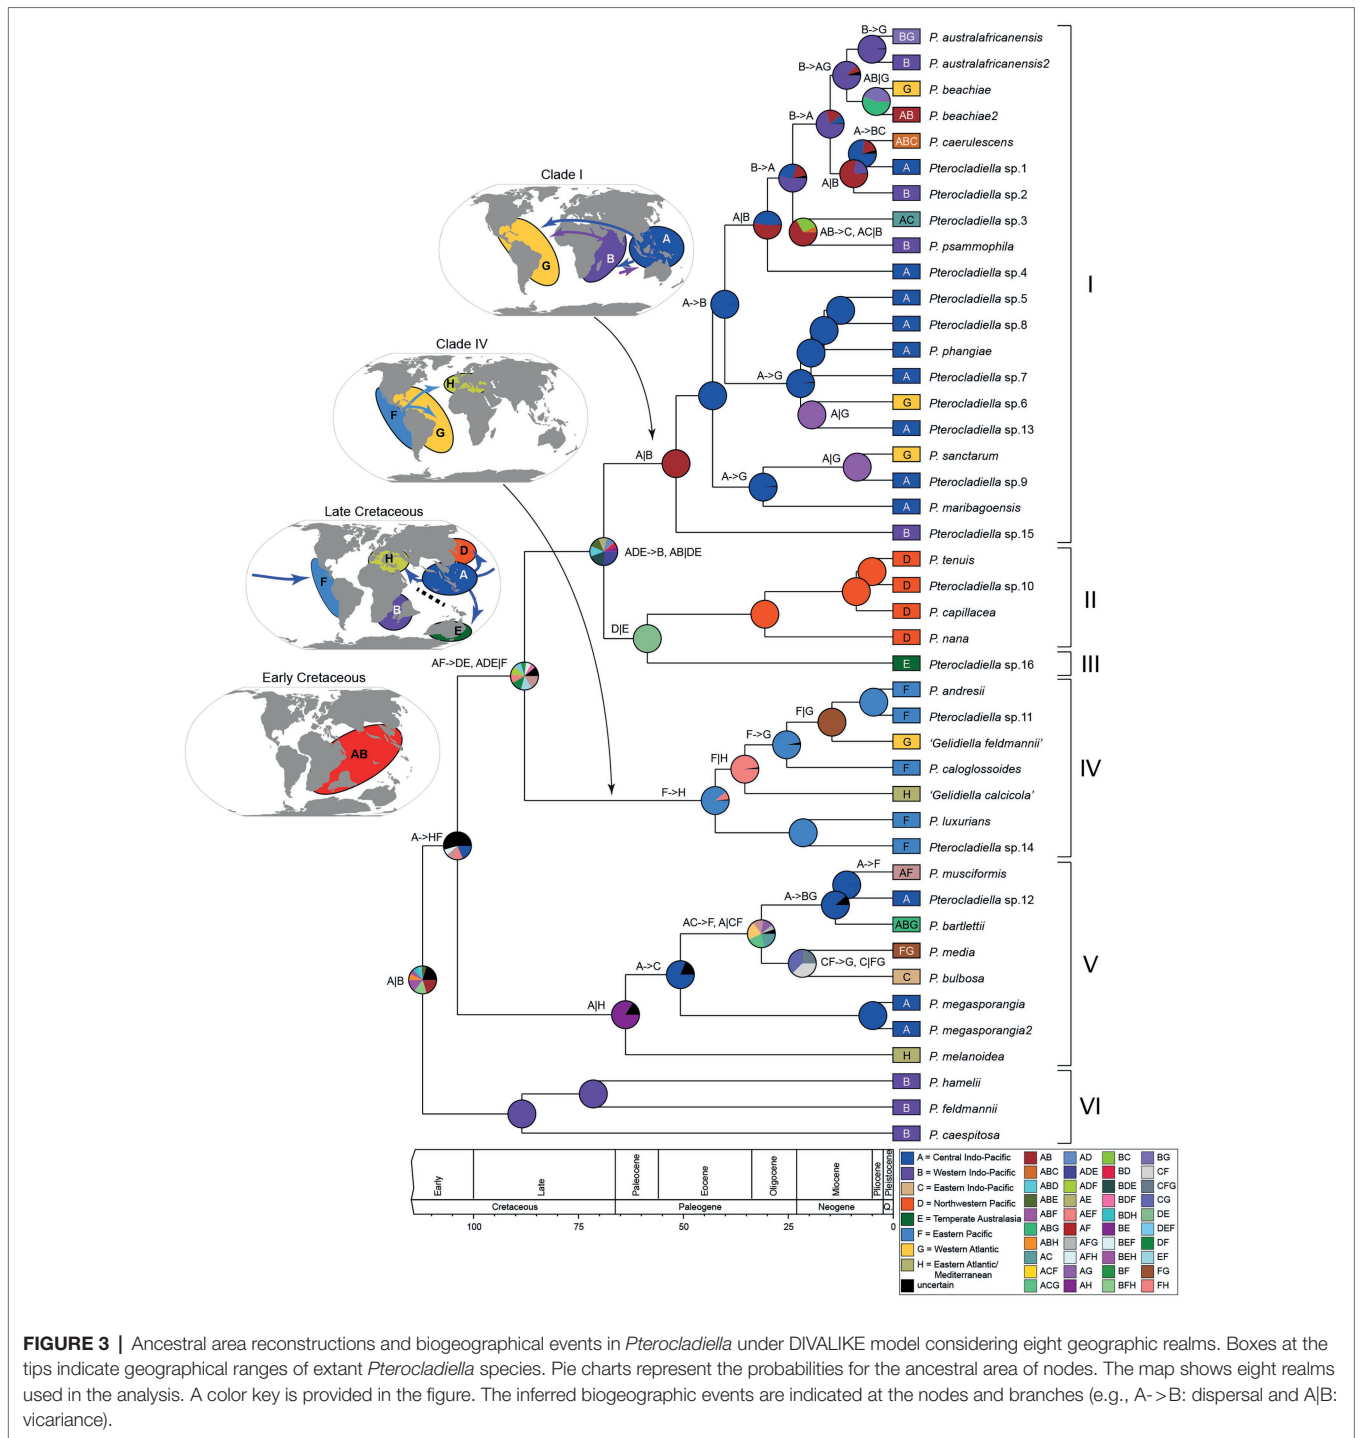 B->G
BG P. australafricanensis
B P. australafricanensis2
B->AG
AB|G
G P. beachiae
AB P. beachiae2
B->A
A->BC
ABC P. caerulescens
A Pterocladiella sp.1
A|B
B Pterocladiella sp.2
B->A
AC Pterocladiella sp.3
AB->C, AC|B
B P. psammophila
A|B
A Pterocladiella sp.4
I
Clade I
A
B
G
A->B
A Pterocladiella sp.5
A Pterocladiella sp.8
A P. phangiae
A->G
A Pterocladiella sp.7
G Pterocladiella sp.6
A|G
A Pterocladiella sp.13
Clade IV
H
F
G
A|B
A|G
G P. sanctarum
A->G
A Pterocladiella sp.9
A P. maribagoensis
B Pterocladiella sp.15
Late Cretaceous
D
H
A
F
B
E
ADE->B, AB|DE
D P. tenuis
D Pterocladiella sp.10
D P. capillacea
D P. nana
II
D|E
E Pterocladiella sp.16
III
AF->DE, ADE|F
Early Cretaceous
AB
F P. andresii
F Pterocladiella sp.11
F|G
G 'Gelidiella feldmannii'
F->G
F P. caloglossoides
F|H
H 'Gelidiella calcicola'
F->H
F P. luxurians
F Pterocladiella sp.14
IV
A->HF
A->F
AF P. musciformis
A Pterocladiella sp.12
A->BG
ABG P. bartlettii
AC->F, A|CF
FG P. media
CF->G, C|FG
C P. bulbosa
A->C
A P. megasporangia
A P. megasporangia2
A|H
H P. melanoidea
V
A|B
B P. hamelii
B P. feldmannii
B P. caespitosa
VI
Early
Late
Paleocene
Eocene
Oligocene
Miocene
Pliocene
Pleistocene
Cretaceous
Paleogene
Neogene
Q.
100 75 50 25 0
A = Central Indo-Pacific
B = Western Indo-Pacific
C = Eastern Indo-Pacific
D = Northwestern Pacific
E = Temperate Australasia
F = Eastern Pacific
G = Western Atlantic
H = Eastern Atlantic/
Mediterranean
uncertain
AB AD BC BG
ABC ADE BD CF
ABD ADF BDE CFG
ABE AE BDF CG
ABF AEF BDH DE
ABG AF BE DEF
ABH AFG BEF DF
AC AFH BEH EF
ACF AG BF FG
ACG AH BFH FH
FIGURE 3 | Ancestral area reconstructions and biogeographical events in Pterocladiella under DIVALIKE model considering eight geographic realms. Boxes at the
tips indicate geographical ranges of extant Pterocladiella species. Pie charts represent the probabilities for the ancestral area of nodes. The map shows eight realms
used in the analysis. A color key is provided in the figure. The inferred biogeographic events are indicated at the nodes and branches (e.g., A->B: dispersal and A|B:
vicariance).